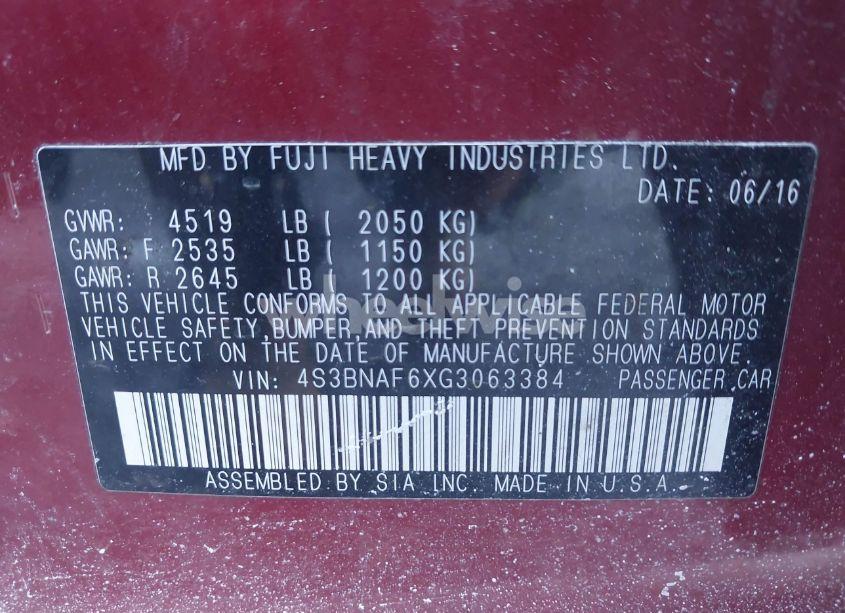 MFD BY FUJI HEAVY INDUSTRIES LTD.
DATE: 06/16
GVWR: 4519 LB ( 2050 KG)
GAWR: F 2535 LB ( 1150 KG)
GAWR: R 2645 LB ( 1200 KG)
THIS VEHICLE CONFORMS TO ALL APPLICABLE FEDERAL MOTOR
VEHICLE SAFETY, BUMPER, AND THEFT PREVENTION STANDARDS
IN EFFECT ON THE DATE OF MANUFACTURE SHOWN ABOVE.
VIN: 4S3BNAF6XG3063384 PASSENGER CAR
ASSEMBLED BY SIA INC. MADE IN U.S.A.